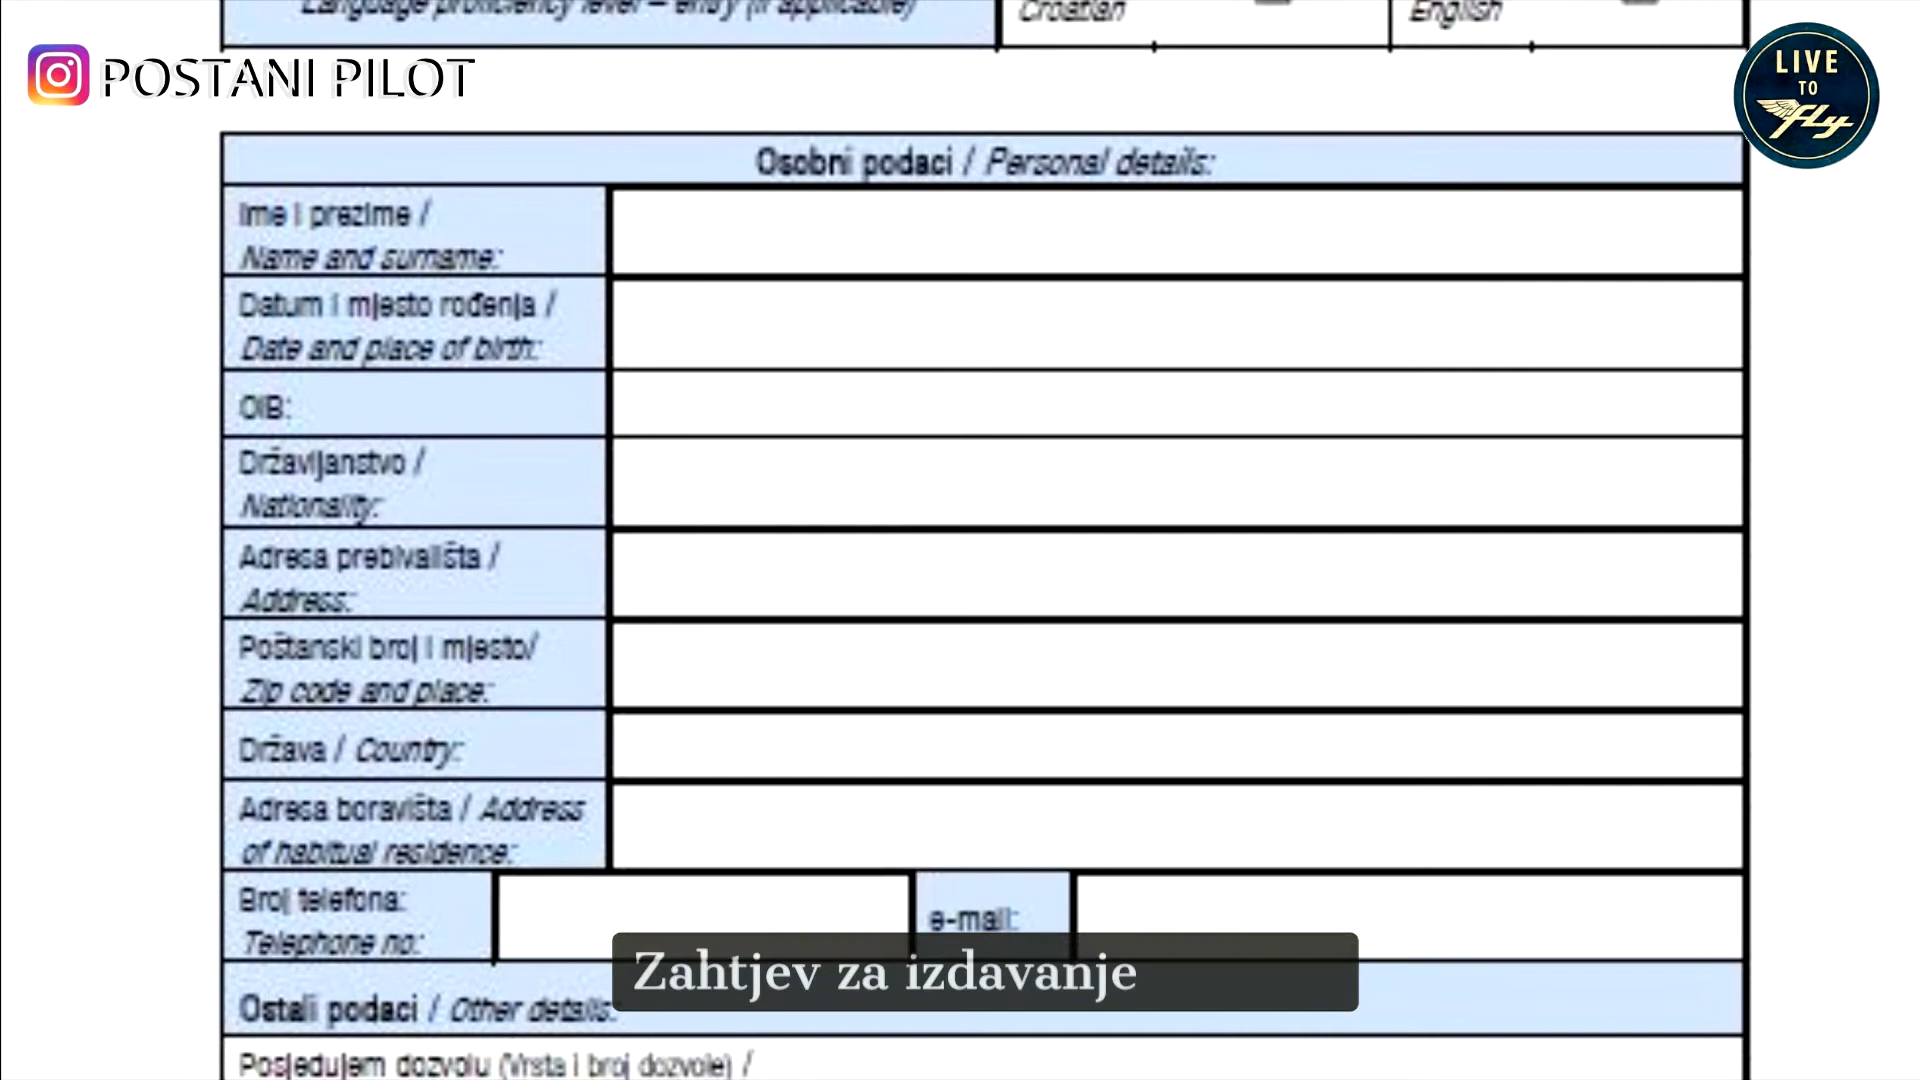 Language proficiency level – entry (if applicable)
Croatian
English
POSTANI PILOT
LIVE
TO
fly
Osobni podaci / Personal details:
Ime i prezime /
Name and surname:
Datum i mjesto rođenja /
Date and place of birth:
OIB:
Državljanstvo /
Nationality:
Adresa prebivališta /
Address:
Poštanski broj i mjesto/
Zip code and place:
Država / Country:
Adresa boravišta / Address
of habitual residence:
Broj telefona:
Telephone no:
e-mail:
Zahtjev za izdavanje
Ostali podaci / Other details:
Posjedujem dozvolu (Vrsta i broj dozvole) /